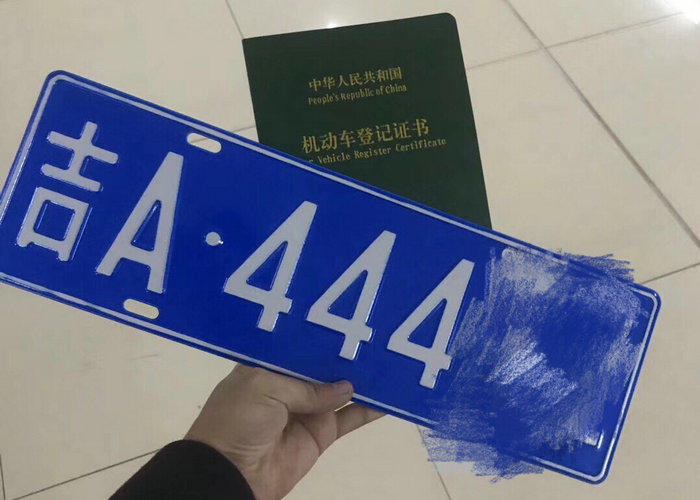 中华人民共和国
People's Republic of China
机动车登记证书
Vehicle Register Certificate
吉A·444